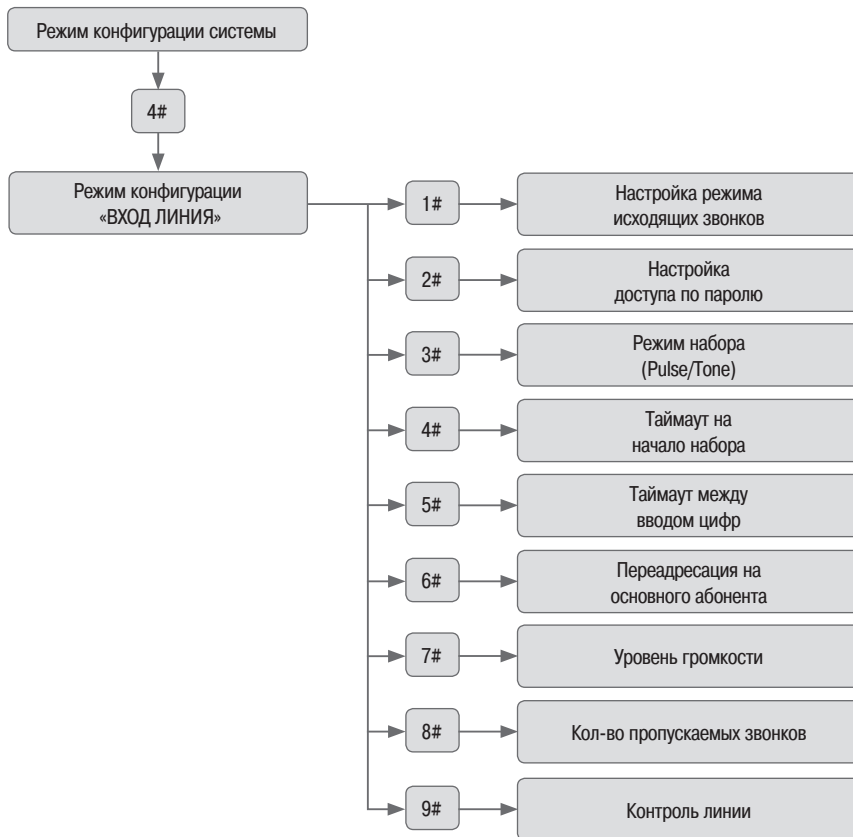 Режим конфигурации системы
4#
Режим конфигурации
«ВХОД ЛИНИЯ»
1#
Настройка режима
исходящих звонков
2#
Настройка
доступа по паролю
3#
Режим набора
(Pulse/Tone)
4#
Таймаут на
начало набора
5#
Таймаут между
вводом цифр
6#
Переадресация на
основного абонента
7#
Уровень громкости
8#
Кол-во пропускаемых звонков
9#
Контроль линии